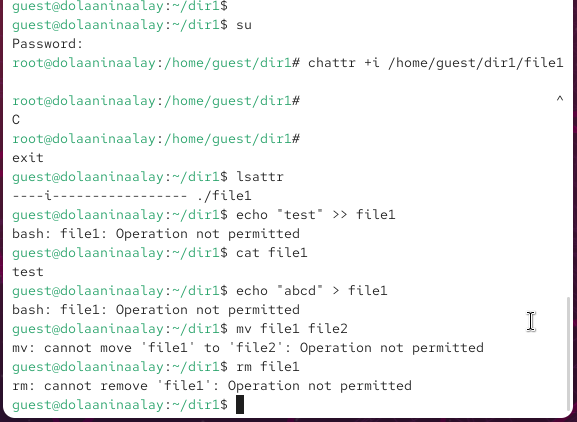 guest@dolaaninaalay:~/dir1$
guest@dolaaninaalay:~/dir1$ su
Password:
root@dolaaninaalay:/home/guest/dir1# chattr +i /home/guest/dir1/file1
root@dolaaninaalay:/home/guest/dir1# ^
C
root@dolaaninaalay:/home/guest/dir1#
exit
guest@dolaaninaalay:~/dir1$ lsattr
----i----------------- ./file1
guest@dolaaninaalay:~/dir1$ echo "test" >> file1
bash: file1: Operation not permitted
guest@dolaaninaalay:~/dir1$ cat file1
test
guest@dolaaninaalay:~/dir1$ echo "abcd" > file1
bash: file1: Operation not permitted
guest@dolaaninaalay:~/dir1$ mv file1 file2
mv: cannot move 'file1' to 'file2': Operation not permitted
guest@dolaaninaalay:~/dir1$ rm file1
rm: cannot remove 'file1': Operation not permitted
guest@dolaaninaalay:~/dir1$